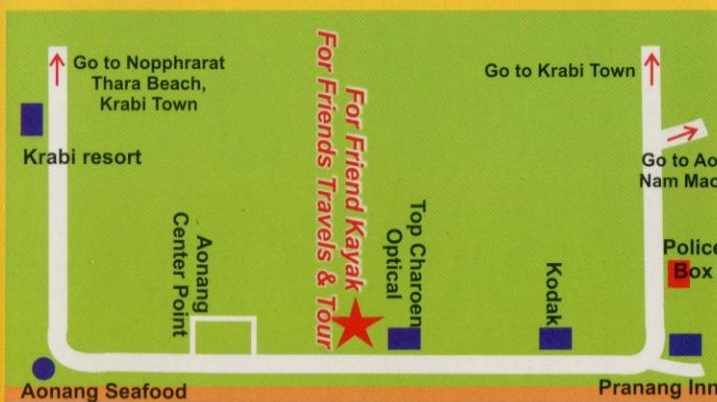 Go to Nopphrarat
Thara Beach,
Krabi Town
Krabi resort
For Friend Kayak
For Friends Travels & Tour
Go to Krabi Town
Go to Ao
Nam Mao
Police
Box
Aonang
Center Point
Top Charoen
Optical
Kodak
Aonang Seafood
Pranang Inn